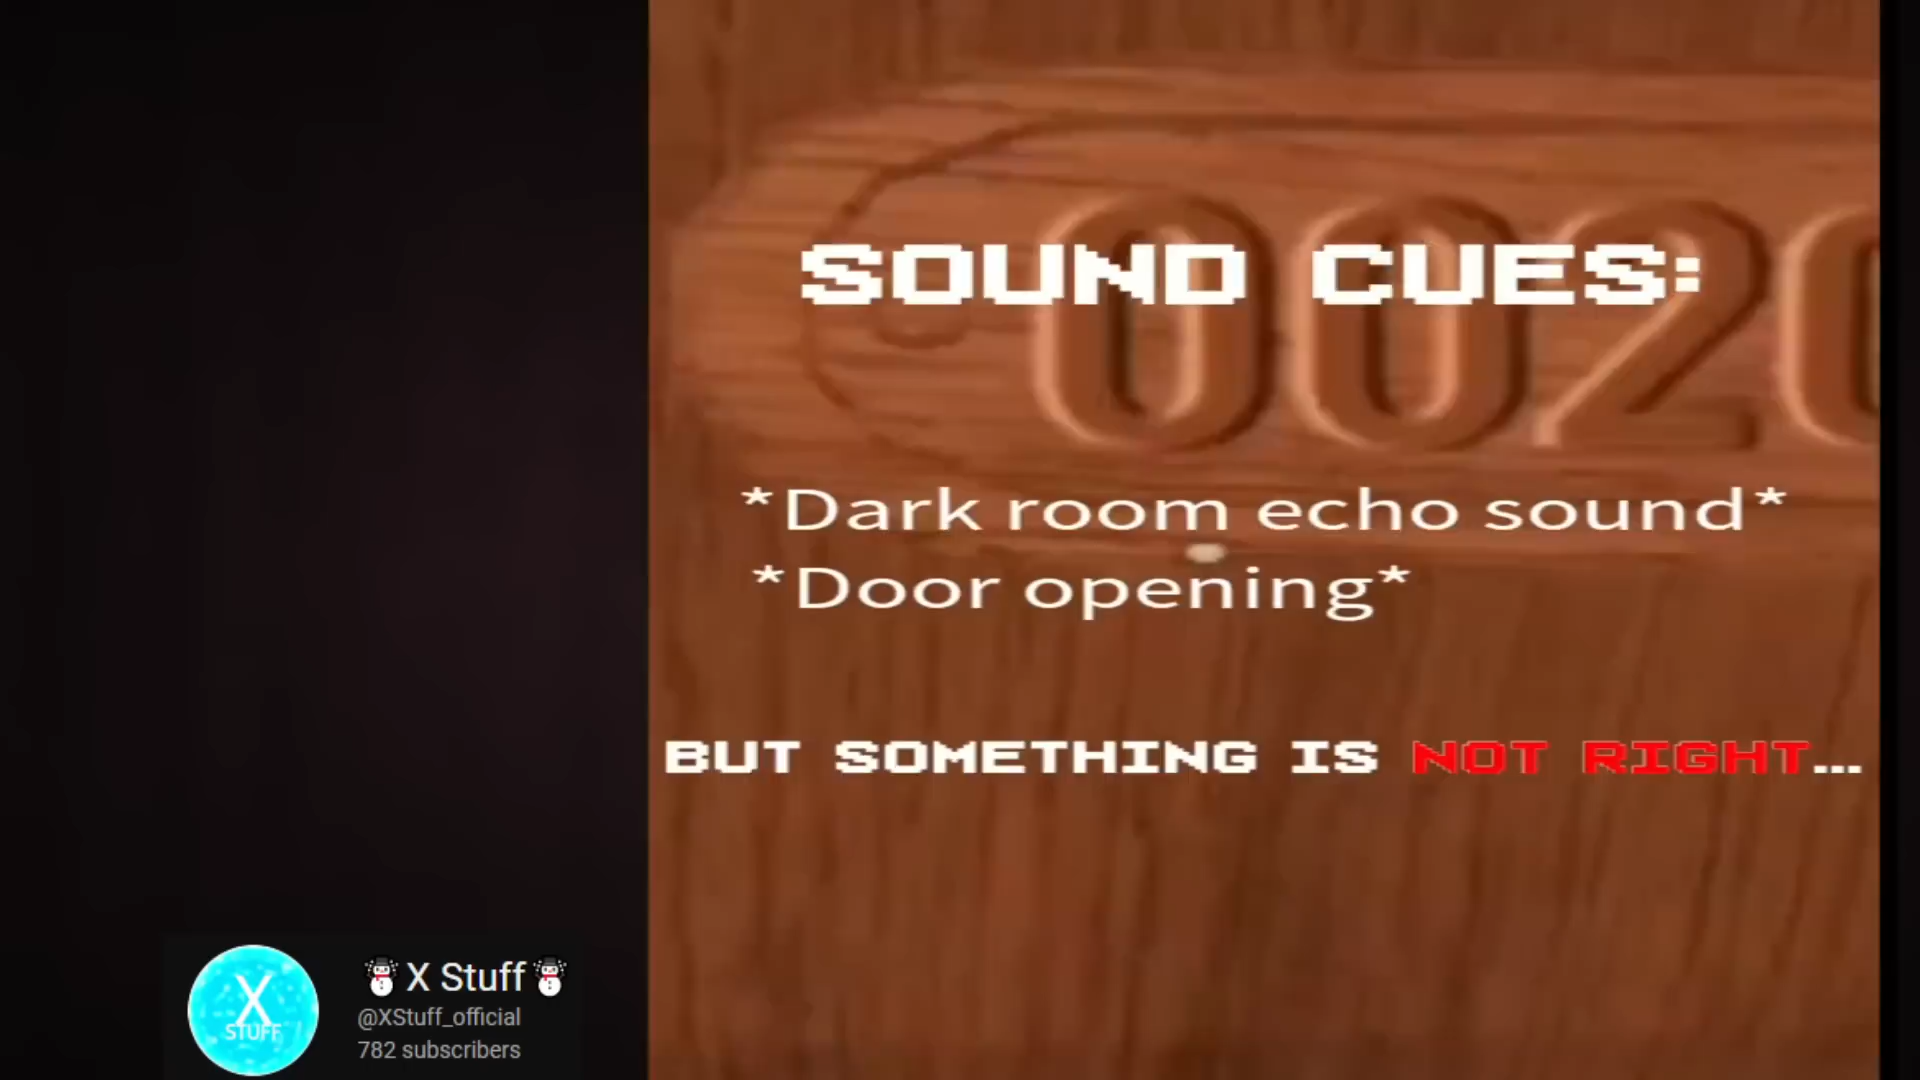 0020
SOUND CUES:
*Dark room echo sound*
*Door opening*
BUT SOMETHING IS NOT RIGHT...
X STUFF
☃️X Stuff☃️
@XStuff_official
782 subscribers